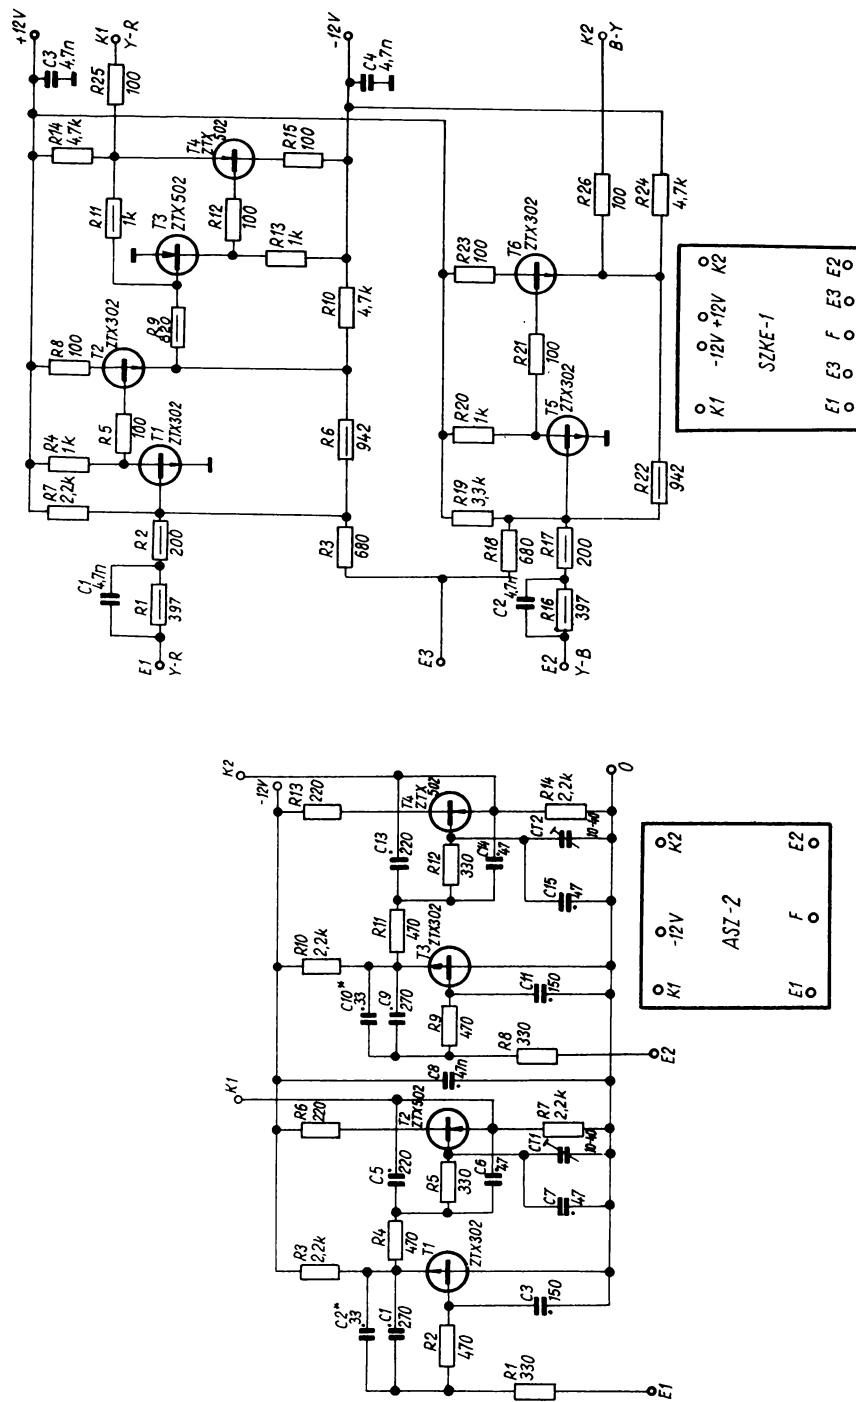 +12V
C3
4,7n
K1
Y-R
R25
100
R14
4,7k
T4
ZTX
502
R15
100
R11
1k
T3
ZTX502
R12
100
R13
1k
R8
100
T2
ZTX302
R9
820
R10
4,7k
-12V
C4
4,7n
R4
1k
R5
100
T1
ZTX302
R7
2,2k
R6
942
R2
200
C1
4,7n
R1
397
E1
Y-R
R3
680
E3
K2
B-Y
R26
100
R24
4,7k
R23
100
T6
ZTX302
R21
100
R20
1k
T5
ZTX302
R19
3,3k
R22
942
R18
680
R17
200
C2
4,7n
R16
397
E2
Y-B
K1
-12V
+12V
K2
SZKE-1
E1
E3
F
E3
E2
K2
-12V
R13
220
C13
220
T4
ZTX
502
R14
2,2k
0
R12
330
C14
47
CT2
10-40
C15
47
R11
470
R10
2,2k
T3
ZTX302
C10*
33
C9
270
C11
150
R9
470
R8
330
E2
C8
47n
K1
R6
220
T2
ZTX502
R7
2,2k
C5
220
R5
330
C6
47
CT1
10-40
C7
47
R3
2,2k
R4
470
T1
ZTX302
C2*
33
C1
270
C3
150
R2
470
R1
330
E1
K1
-12V
K2
ASZ-2
E1
F
E2